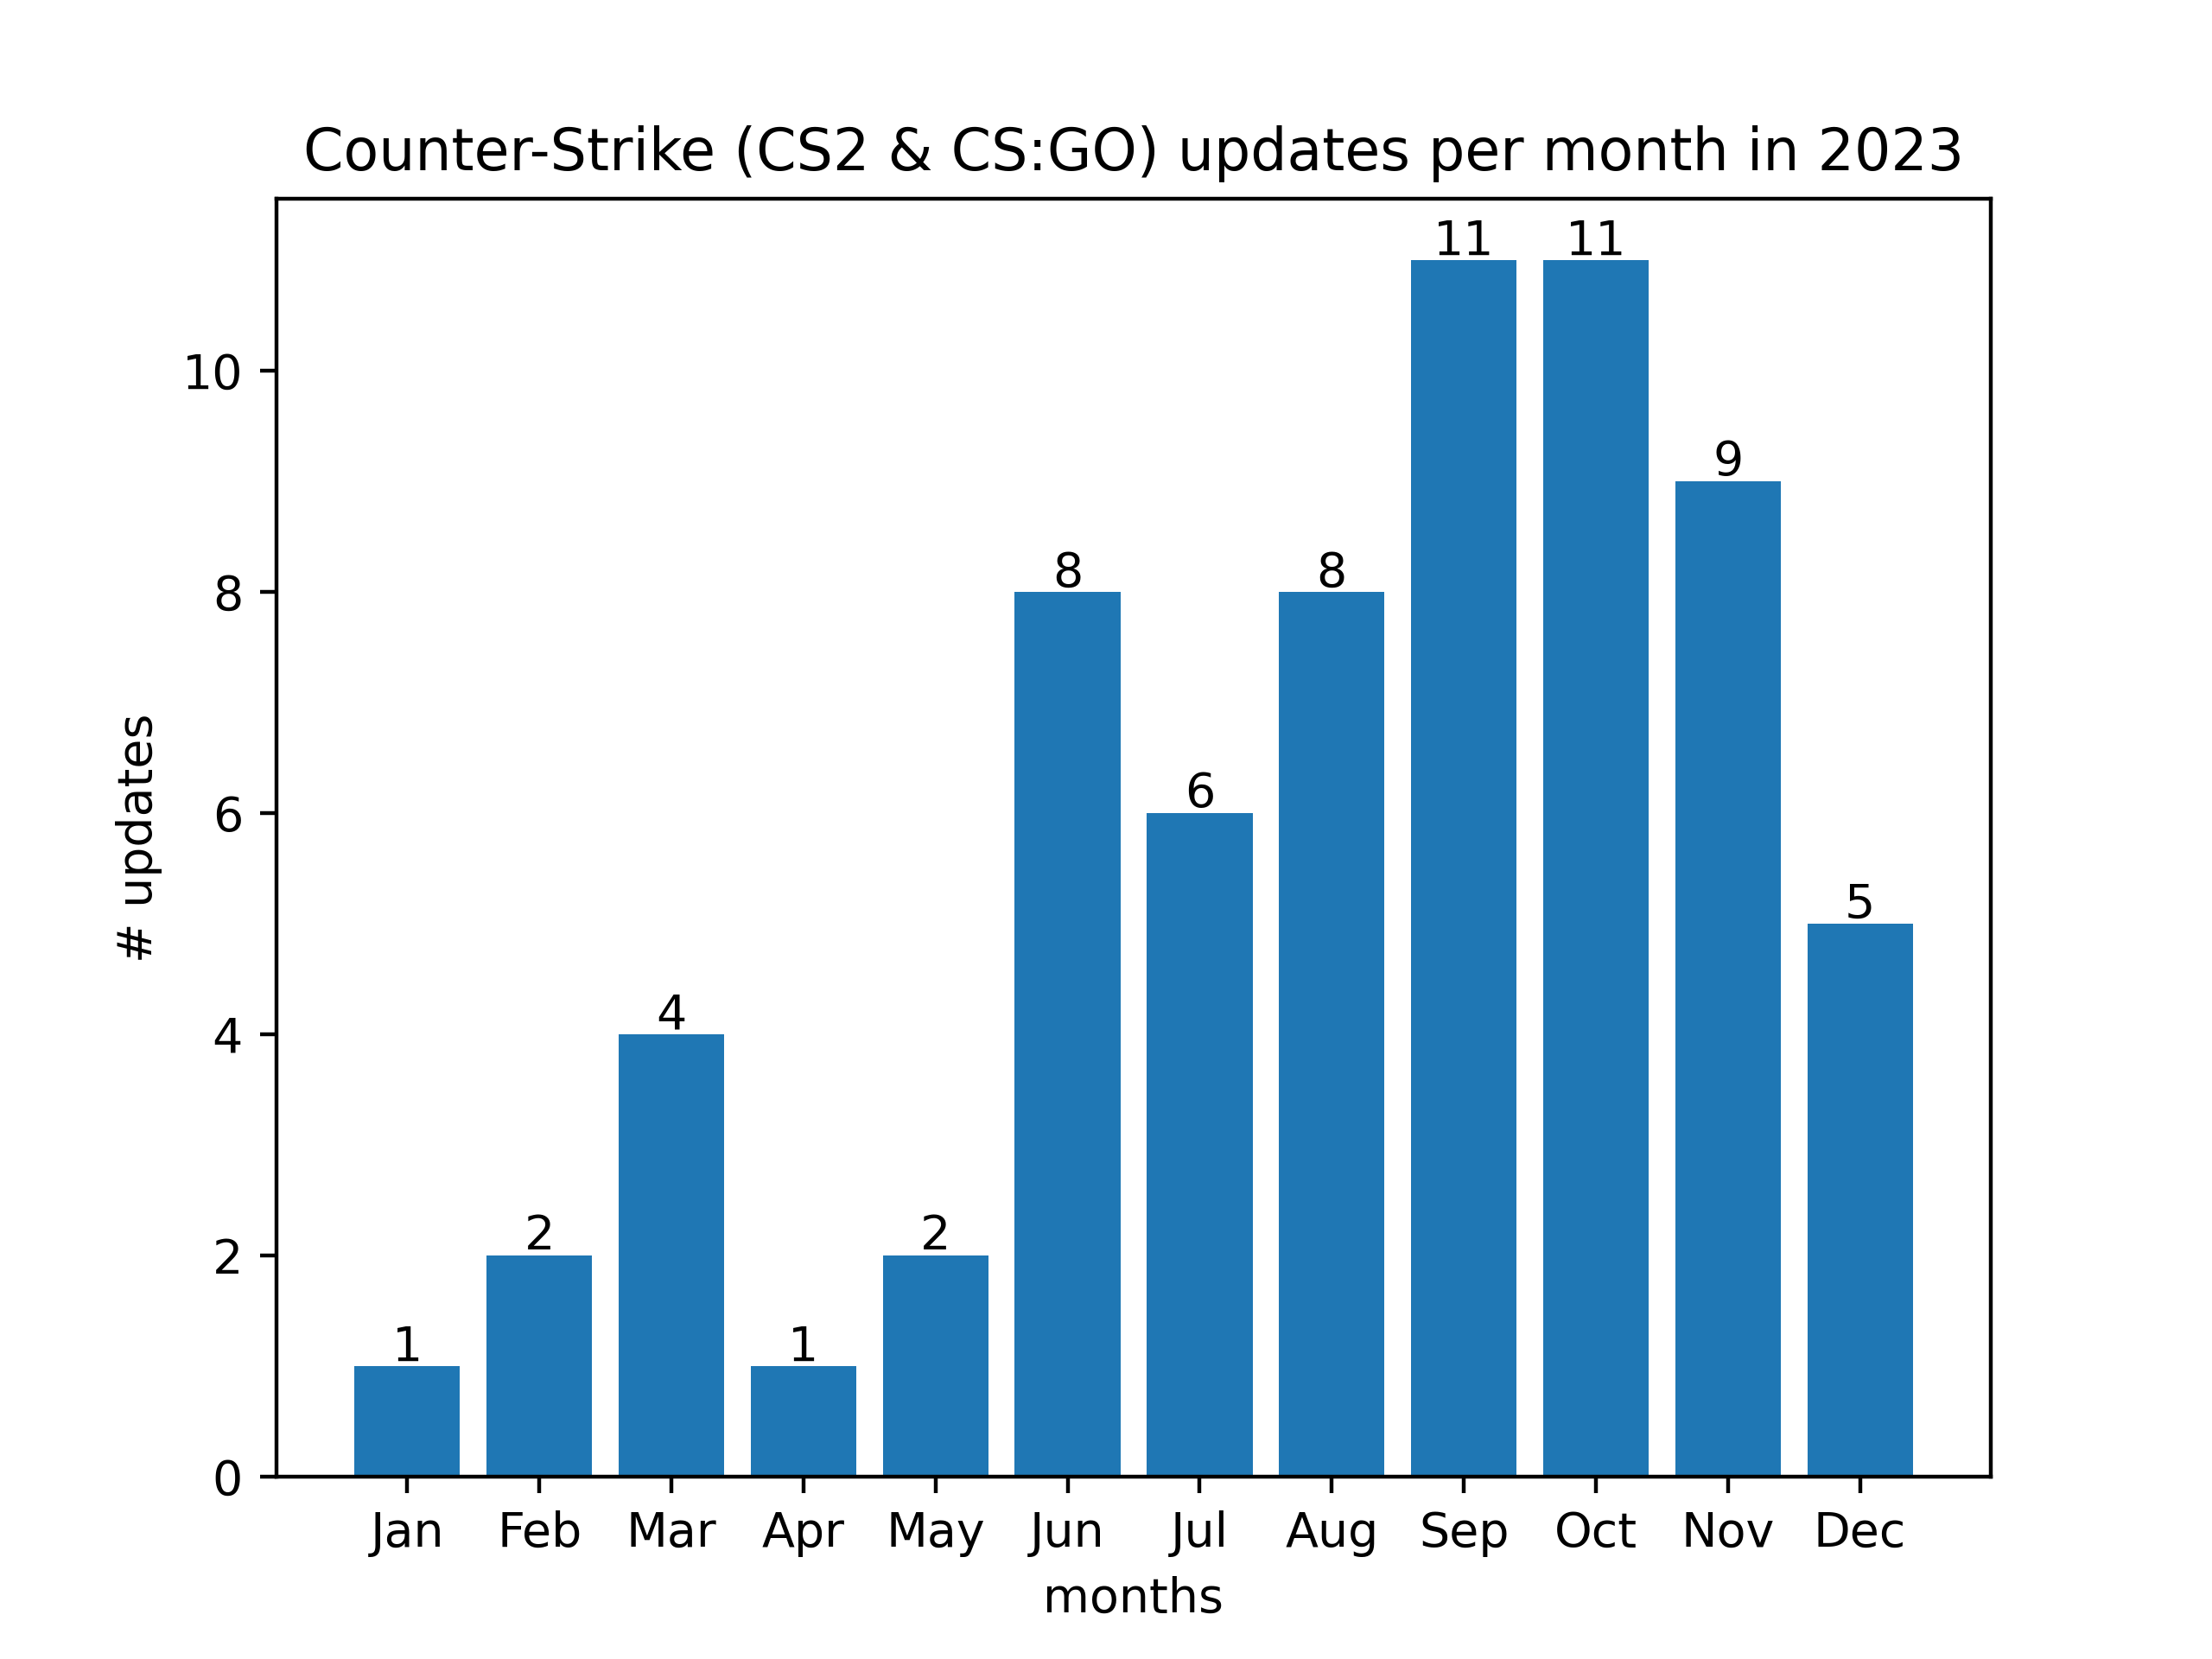 Counter-Strike (CS2 & CS:GO) updates per month in 2023
11 11
10
9
8 8 8
6 6
5
4 4
2 2 2
1 1
0
# updates
Jan Feb Mar Apr May Jun Jul Aug Sep Oct Nov Dec
months